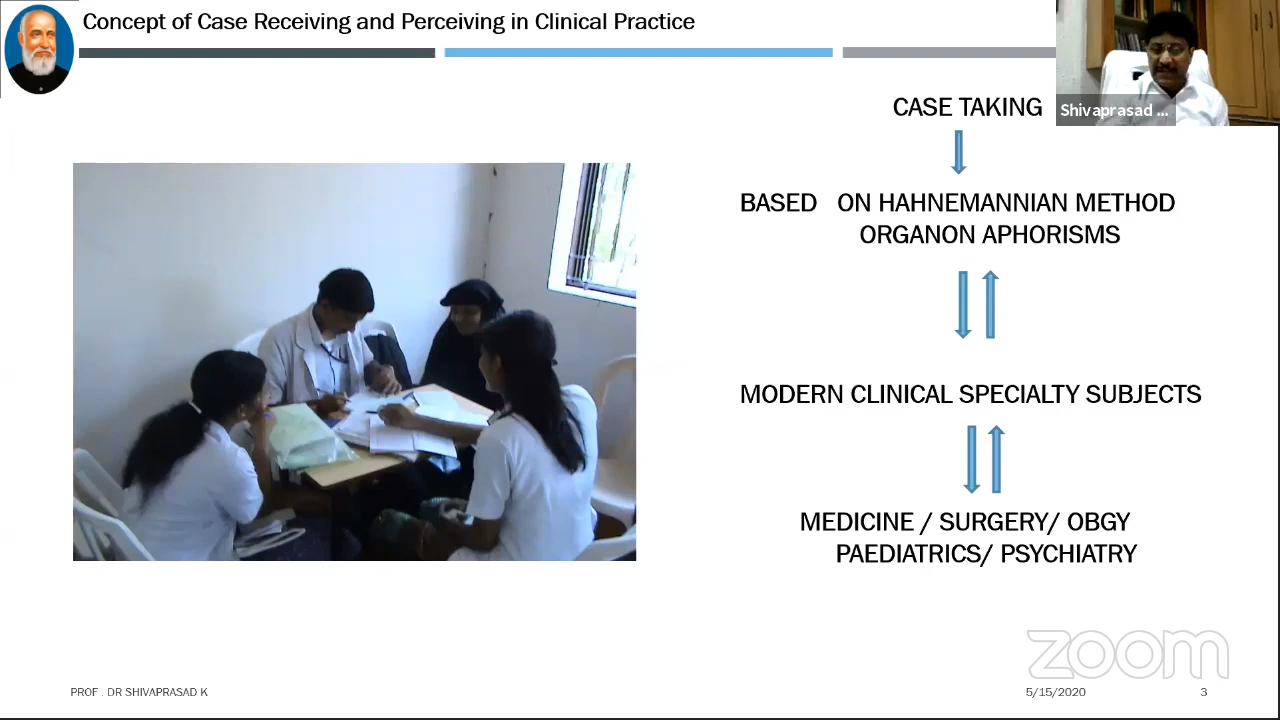 Concept of Case Receiving and Perceiving in Clinical Practice
Shivaprasad ...
CASE TAKING
BASED ON HAHNEMANNIAN METHOD
ORGANON APHORISMS
MODERN CLINICAL SPECIALTY SUBJECTS
MEDICINE / SURGERY/ OBGY
PAEDIATRICS/ PSYCHIATRY
zoom
PROF . DR SHIVAPRASAD K
5/15/2020
3